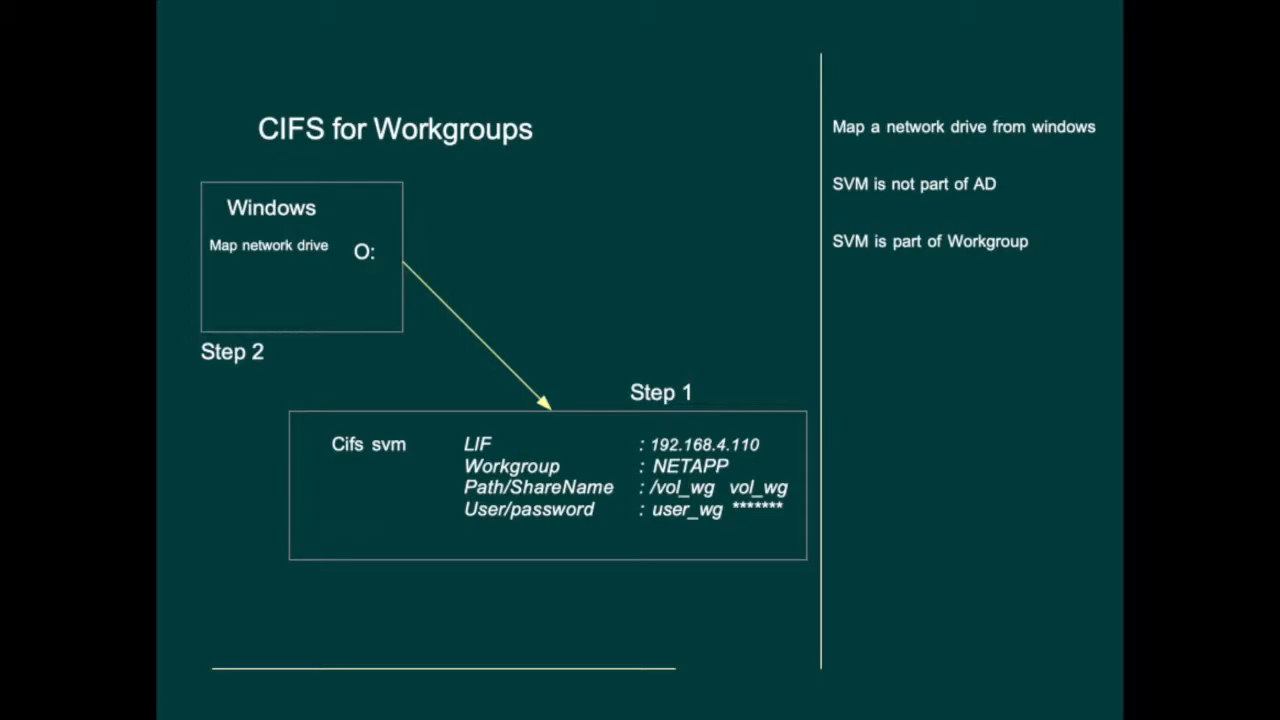 CIFS for Workgroups
Windows
Map network drive O:
Step 2
Step 1
Cifs svm LIF : 192.168.4.110
Workgroup : NETAPP
Path/ShareName : /vol_wg vol_wg
User/password : user_wg *******
Map a network drive from windows
SVM is not part of AD
SVM is part of Workgroup